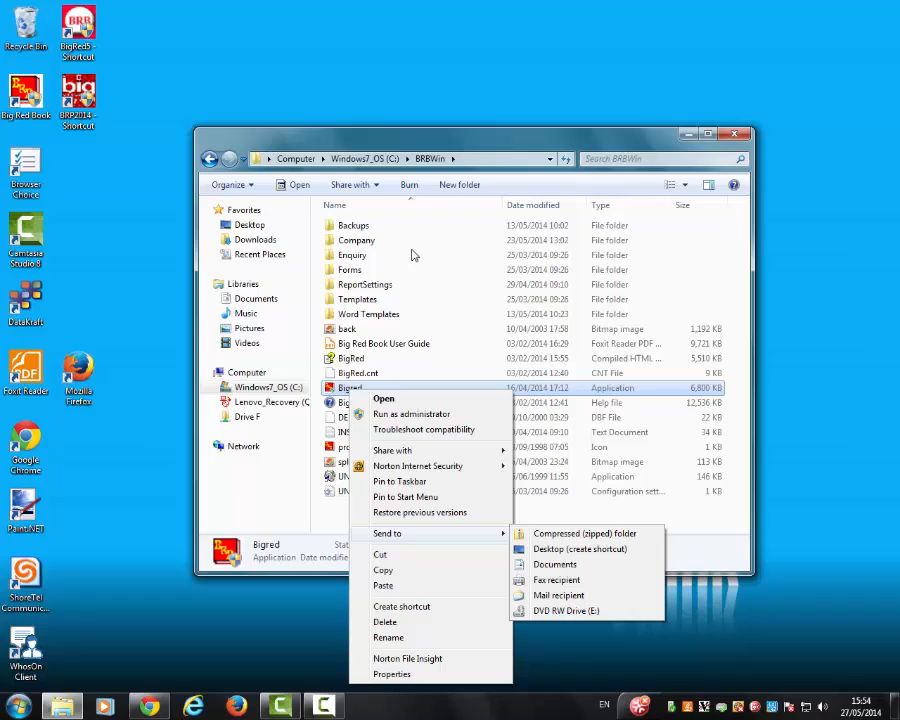 Recycle Bin
BRB
BigRed5 - Shortcut
BRB
Big Red Book
big
BRP2014 - Shortcut
Browser Choice
Camtasia Studio 8
DataKraft
Foxit Reader
Mozilla Firefox
Google Chrome
Paint.NET
ShoreTel Communic...
WhosOn Client
Computer Windows7_OS (C:) BRBWin
Search BRBWin
Organize Open Share with Burn New folder
Name Date modified Type Size
Favorites
Desktop
Downloads
Recent Places
Libraries
Documents
Music
Pictures
Videos
Computer
Windows7_OS (C:)
Lenovo_Recovery (
Drive F
Network
Backups 13/05/2014 10:02 File folder
Company 23/05/2014 13:02 File folder
Enquiry 25/03/2014 09:26 File folder
Forms 25/03/2014 09:26 File folder
ReportSettings 29/04/2014 09:10 File folder
Templates 25/03/2014 09:26 File folder
Word Templates 13/05/2014 10:23 File folder
back 10/04/2003 17:58 Bitmap image 1,192 KB
Big Red Book User Guide 03/02/2014 16:29 Foxit Reader PDF ... 9,721 KB
BigRed 03/02/2014 15:55 Compiled HTML ... 5,510 KB
BigRed.cnt 03/02/2014 16:30 CNT File 9 KB
Bigred 16/04/2014 17:12 Application 6,800 KB
/02/2014 12:41 Help file 12,536 KB
/10/2000 03:29 DBF File 22 KB
/04/2014 09:10 Text Document 34 KB
/09/1998 09:05 Icon 3 KB
/04/2003 23:24 Bitmap image 113 KB
/06/1999 11:55 Application 146 KB
/05/2014 09:26 Configuration sett... 3 KB
Open
Run as administrator
Troubleshoot compatibility
Share with
Norton Internet Security
Pin to Taskbar
Pin to Start Menu
Restore previous versions
Send to
Cut
Copy
Paste
Create shortcut
Delete
Rename
Norton File Insight
Properties
Compressed (zipped) folder
Desktop (create shortcut)
Documents
Fax recipient
Mail recipient
DVD RW Drive (E:)
Bigred
Application Date modifie
EN
15:54
27/05/2014